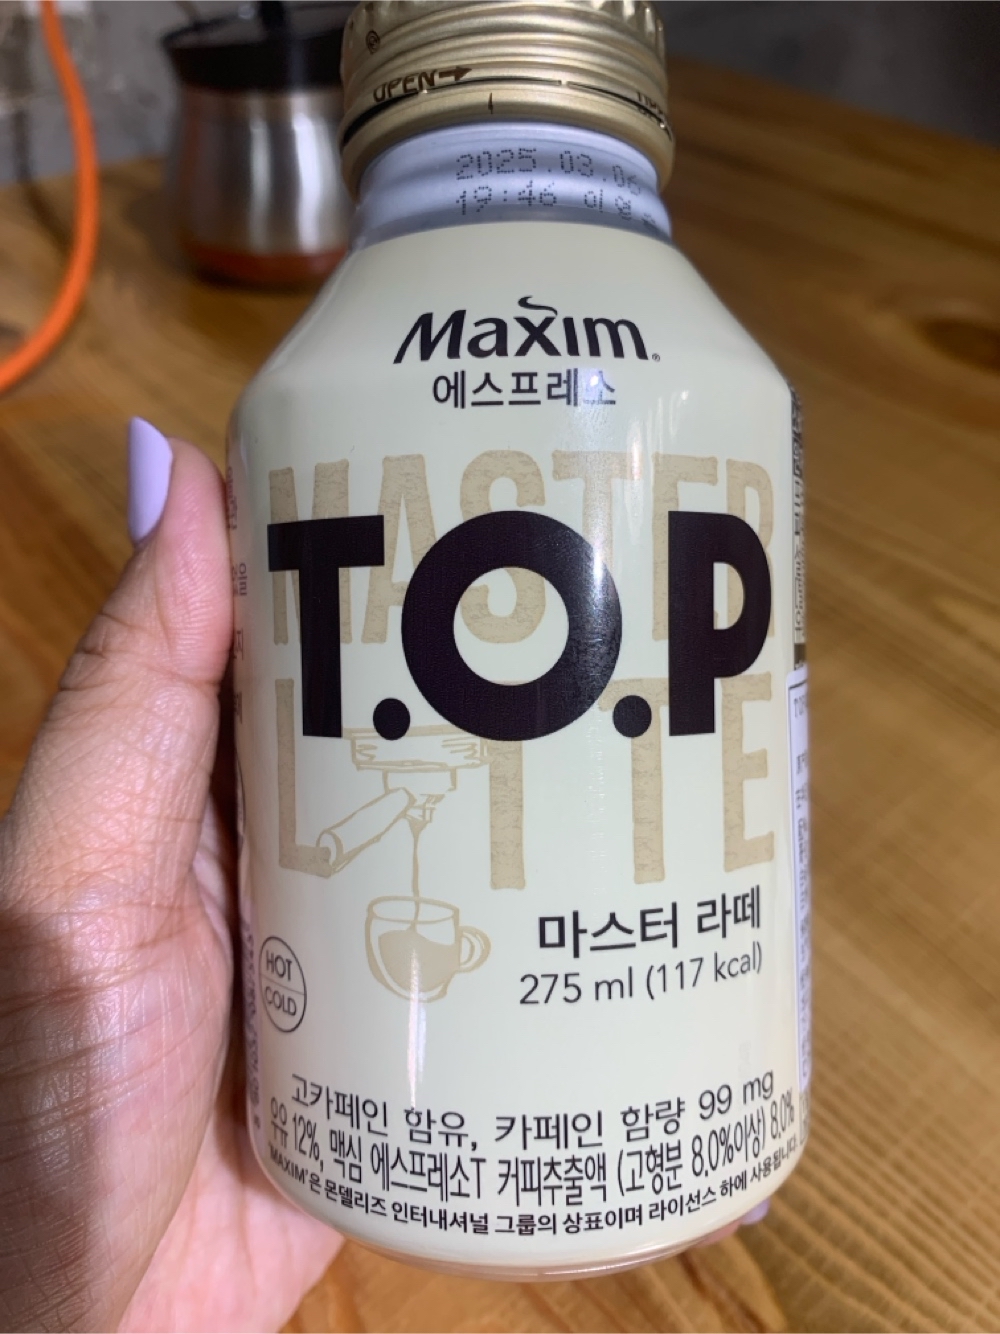 OPEN→
2025.03.06
19:46
Maxim®
에스프레소
MASTER
T.O.P
LATTE
마스터 라떼
275 ml (117 kcal)
HOT
COLD
고카페인 함유, 카페인 함량 99 mg
우유 12%, 맥심 에스프레소T 커피추출액 (고형분 8.0%이상) 8.0%
'MAXIM'은 몬델리즈 인터내셔널 그룹의 상표이며 라이선스 하에 사용됩니다.